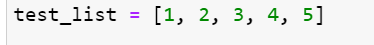 test_list = [1, 2, 3, 4, 5]